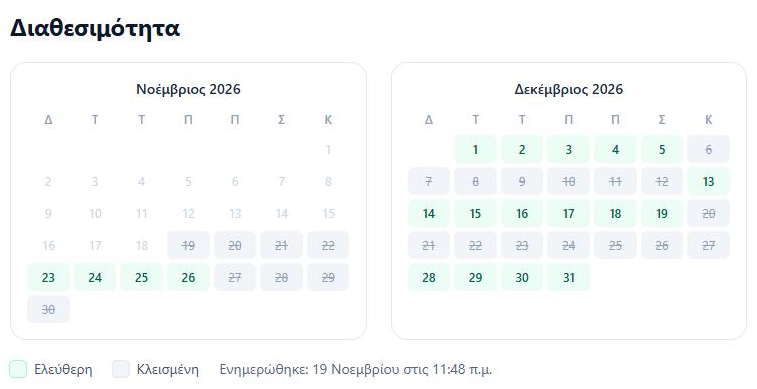 Διαθεσιμότητα
Νοέμβριος 2026
Δ Τ Τ Π Π Σ Κ
1
2 3 4 5 6 7 8
9 10 11 12 13 14 15
16 17 18 19 20 21 22
23 24 25 26 27 28 29
30
Δεκέμβριος 2026
Δ Τ Τ Π Π Σ Κ
1 2 3 4 5 6
7 8 9 10 11 12 13
14 15 16 17 18 19 20
21 22 23 24 25 26 27
28 29 30 31
Ελεύθερη Κλεισμένη Ενημερώθηκε: 19 Νοεμβρίου στις 11:48 π.μ.